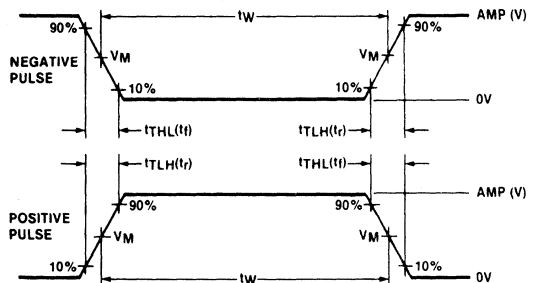 tW
AMP (V)
90%
90%
NEGATIVE
PULSE
VM
VM
10%
10%
0V
tTHL(tf)
tTLH(tr)
tTLH(tr)
tTHL(tf)
AMP (V)
90%
90%
POSITIVE
PULSE
VM
VM
10%
10%
tW
0V